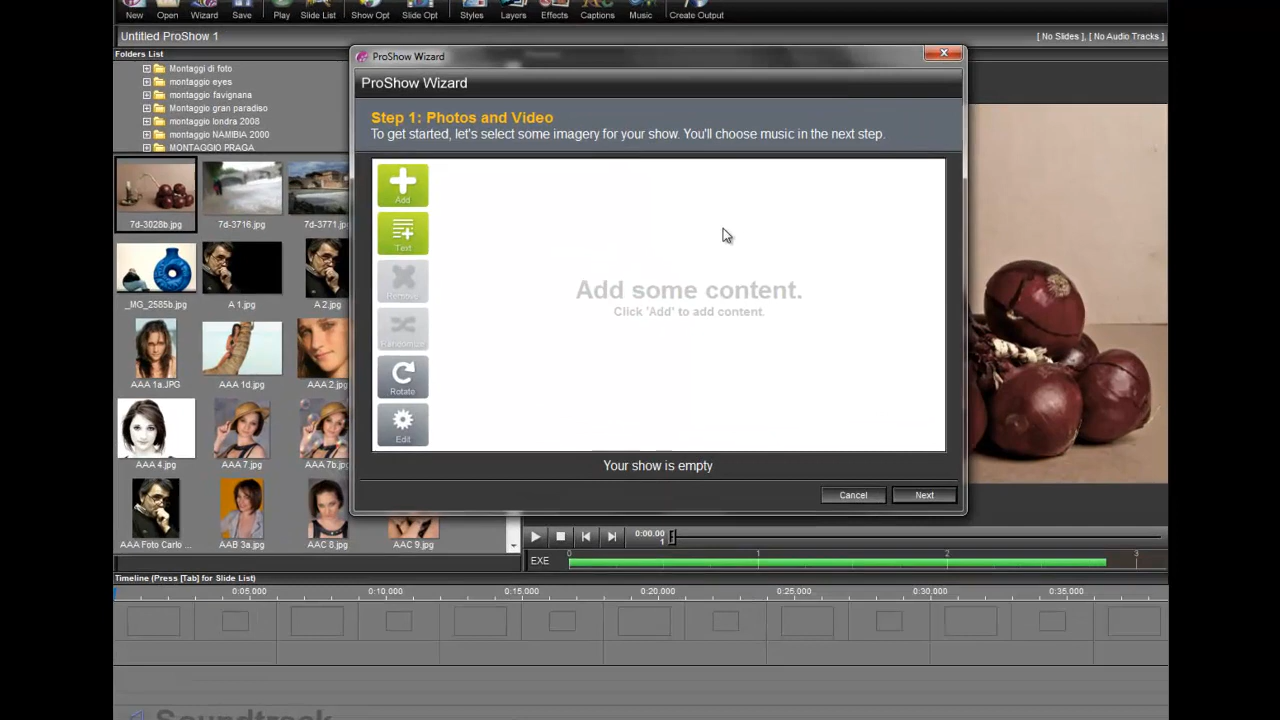 New Open Wizard Save Play Slide List Show Opt Slide Opt Styles Layers Effects Captions Music Create Output
Untitled ProShow 1 [ No Slides ], [ No Audio Tracks ]
Folders List
Montaggi di foto
montaggio eyes
montaggio favignana
Montaggio gran paradiso
montaggio londra 2008
montaggio NAMIBIA 2000
MONTAGGIO PRAGA
7d-3028b.jpg 7d-3716.jpg 7d-3771.jpg
_MG_2585b.jpg A 1.jpg A 2.jpg
AAA 1a.JPG AAA 1d.jpg AAA 2.jpg
AAA 4.jpg AAA 7.jpg AAA 7b.jpg
AAA Foto Carlo ... AAB 3a.jpg AAC 8.jpg AAC 9.jpg
ProShow Wizard
ProShow Wizard
Step 1: Photos and Video
To get started, let's select some imagery for your show. You'll choose music in the next step.
Add
Text
Remove
Randomize
Rotate
Edit
Add some content.
Click 'Add' to add content.
Your show is empty
Cancel Next
0:00.00
1
EXE 0 1 2 3
Timeline (Press [Tab] for Slide List)
0:05.000 0:10.000 0:15.000 0:20.000 0:25.000 0:30.000 0:35.000
Soundtrack